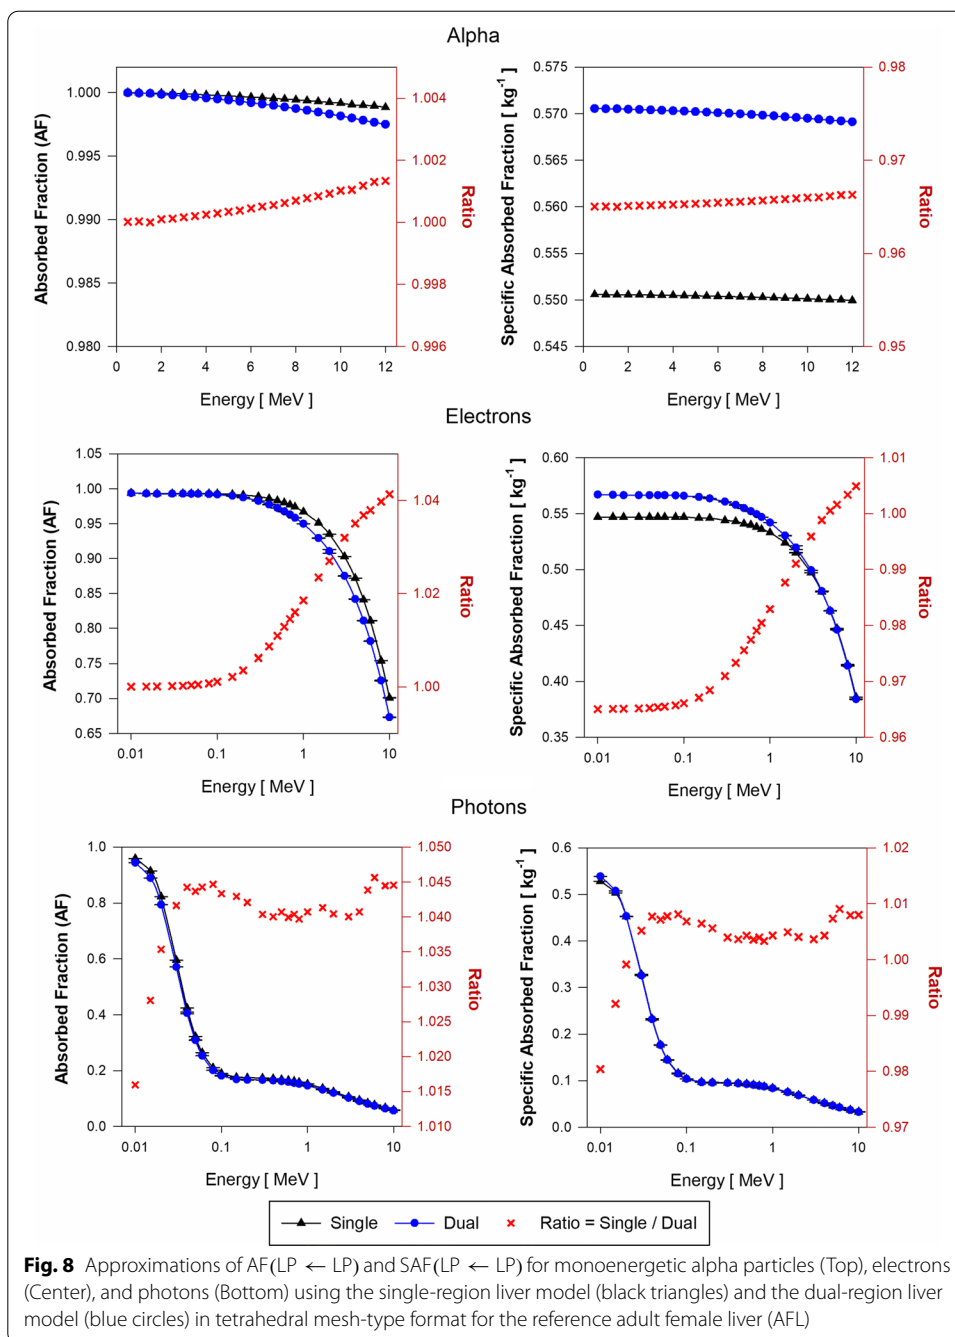 Alpha
Absorbed Fraction (AF)
1.000
0.995
0.990
0.985
0.980
1.004
1.002
1.000
0.998
0.996
Ratio
0 2 4 6 8 10 12
Energy [ MeV ]
Specific Absorbed Fraction [ kg⁻¹ ]
0.575
0.570
0.565
0.560
0.555
0.550
0.545
0.98
0.97
0.96
0.95
Ratio
0 2 4 6 8 10 12
Energy [ MeV ]
Electrons
Absorbed Fraction (AF)
1.05
1.00
0.95
0.90
0.85
0.80
0.75
0.70
0.65
1.04
1.02
1.00
Ratio
0.01 0.1 1 10
Energy [ MeV ]
Specific Absorbed Fraction [ kg⁻¹ ]
0.60
0.55
0.50
0.45
0.40
0.35
1.01
1.00
0.99
0.98
0.97
0.96
Ratio
0.01 0.1 1 10
Energy [ MeV ]
Photons
Absorbed Fraction (AF)
1.0
0.8
0.6
0.4
0.2
0.0
1.050
1.045
1.040
1.035
1.030
1.025
1.020
1.015
1.010
Ratio
0.01 0.1 1 10
Energy [ MeV ]
Specific Absorbed Fraction [ kg⁻¹ ]
0.6
0.5
0.4
0.3
0.2
0.1
0.0
1.02
1.01
1.00
0.99
0.98
0.97
Ratio
0.01 0.1 1 10
Energy [ MeV ]
Single Dual Ratio = Single / Dual
Fig. 8 Approximations of AF(LP ← LP) and SAF(LP ← LP) for monoenergetic alpha particles (Top), electrons
(Center), and photons (Bottom) using the single-region liver model (black triangles) and the dual-region liver
model (blue circles) in tetrahedral mesh-type format for the reference adult female liver (AFL)